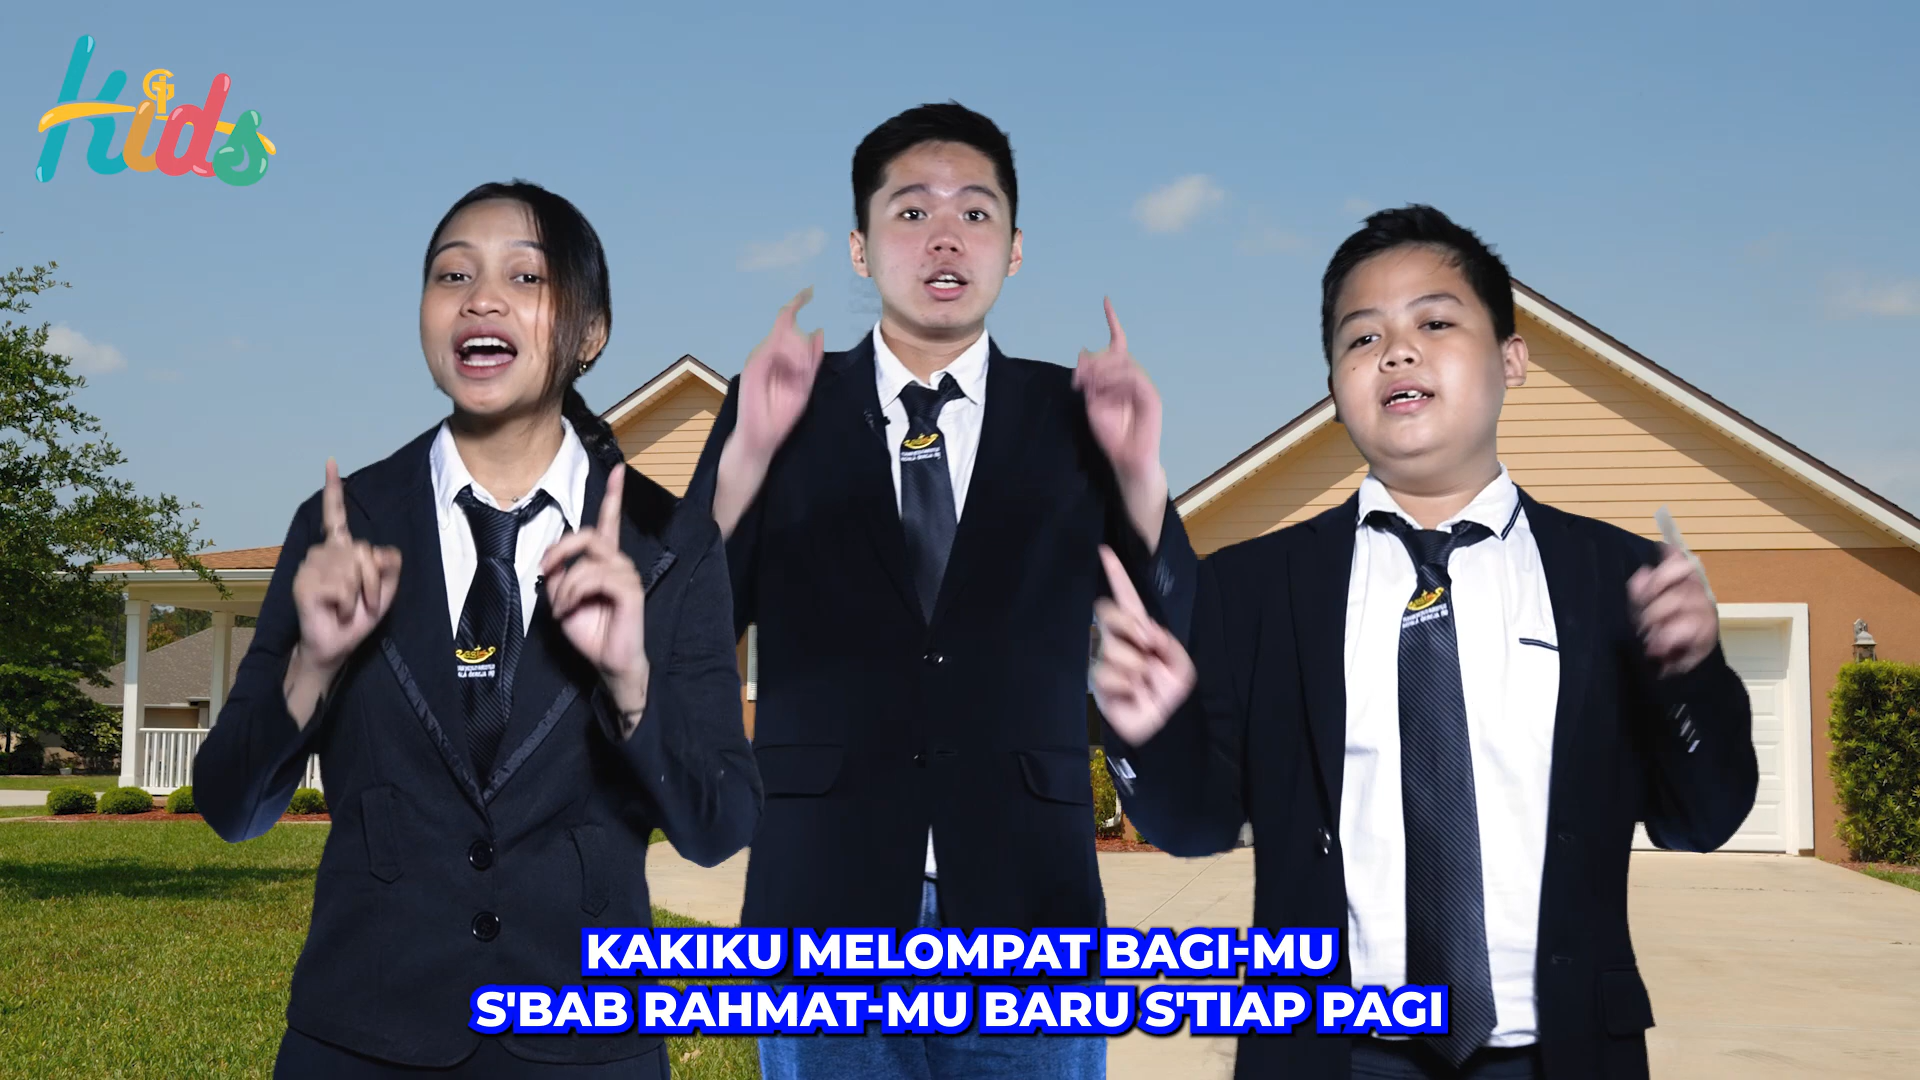 Kids
KAKIKU MELOMPAT BAGI-MU
S'BAB RAHMAT-MU BARU S'TIAP PAGI